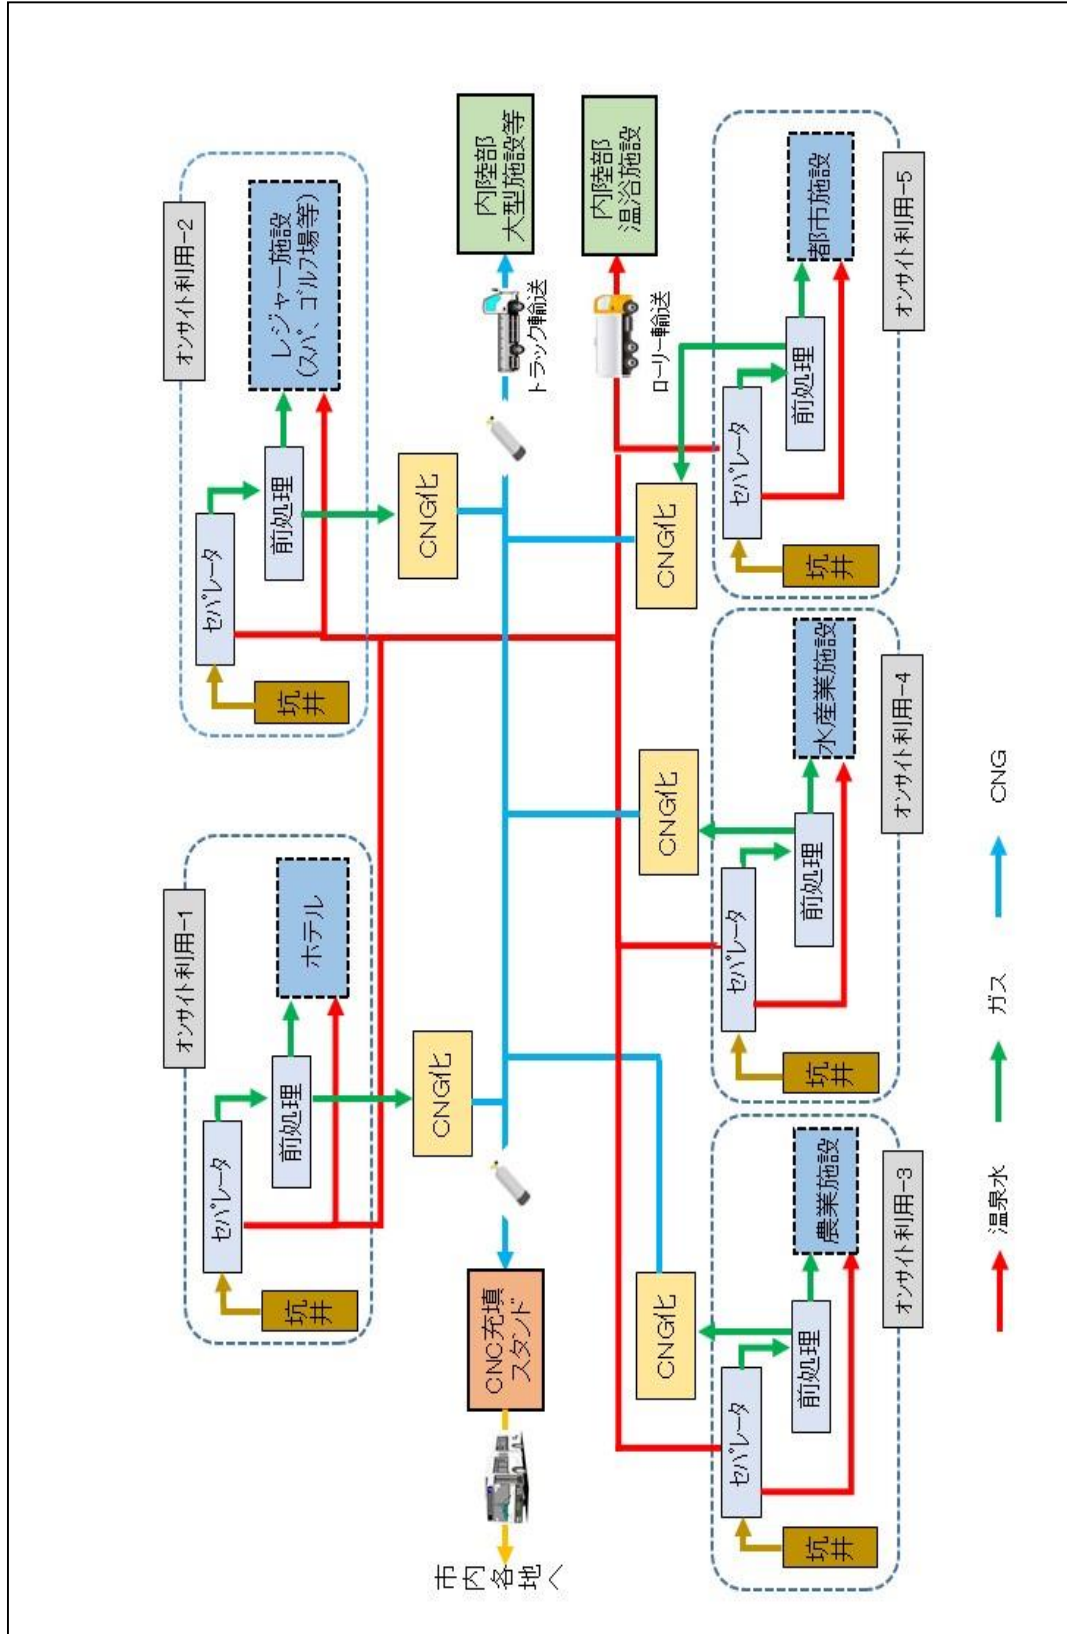 オンサイト利用-1
坑
井
セパレータ
前処理
ホテル
CNG化
オンサイト利用-2
坑
井
セパレータ
前処理
レジャー施設
(スパ、ゴルフ場等)
CNG化
市
内
各
地
へ
CNC充填
スタンド
トラック輸送
内陸部
大型施設等
ローリー輸送
内陸部
温浴施設
CNG化
坑
井
セパレータ
前処理
農業施設
オンサイト利用-3
CNG化
坑
井
セパレータ
前処理
水産業施設
オンサイト利用-4
CNG化
坑
井
セパレータ
前処理
都市施設
オンサイト利用-5
温泉水
ガス
CNG